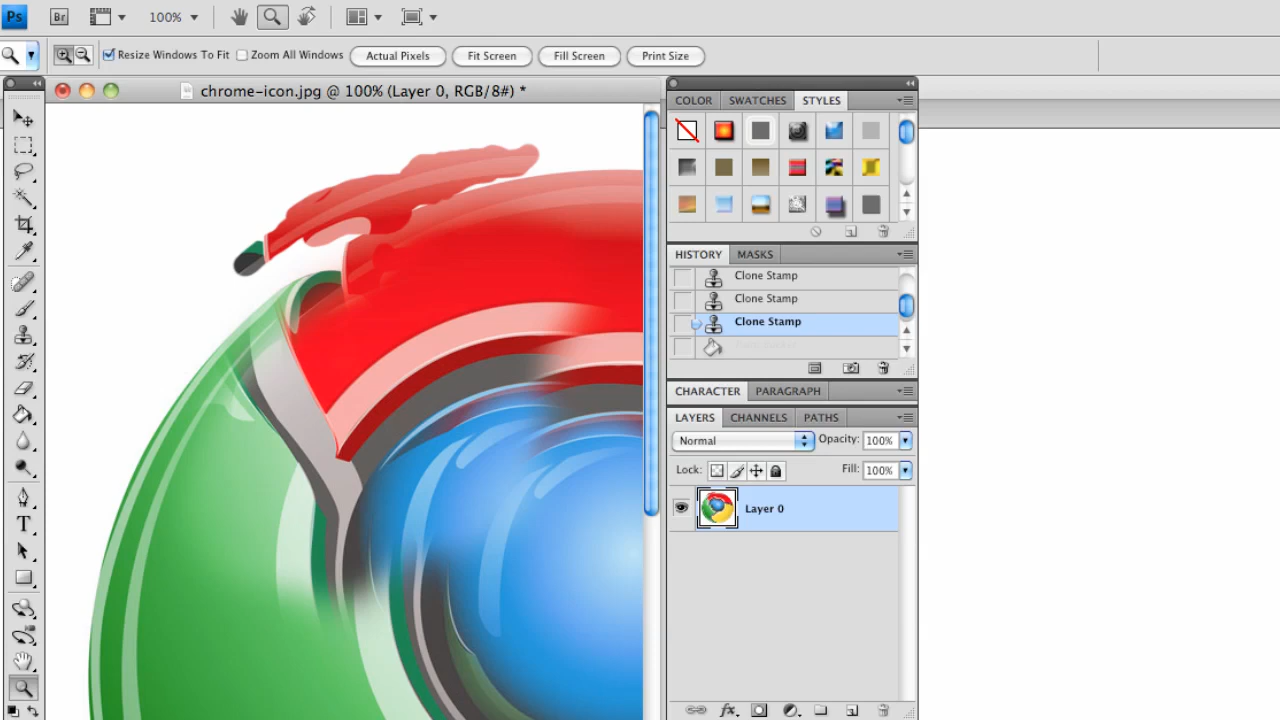 Ps Br 100%
Resize Windows To Fit Zoom All Windows Actual Pixels Fit Screen Fill Screen Print Size
chrome-icon.jpg @ 100% (Layer 0, RGB/8#) *
COLOR SWATCHES STYLES
HISTORY MASKS
Clone Stamp
Clone Stamp
Clone Stamp
CHARACTER PARAGRAPH
LAYERS CHANNELS PATHS
Normal Opacity: 100%
Lock: Fill: 100%
Layer 0
fx
T